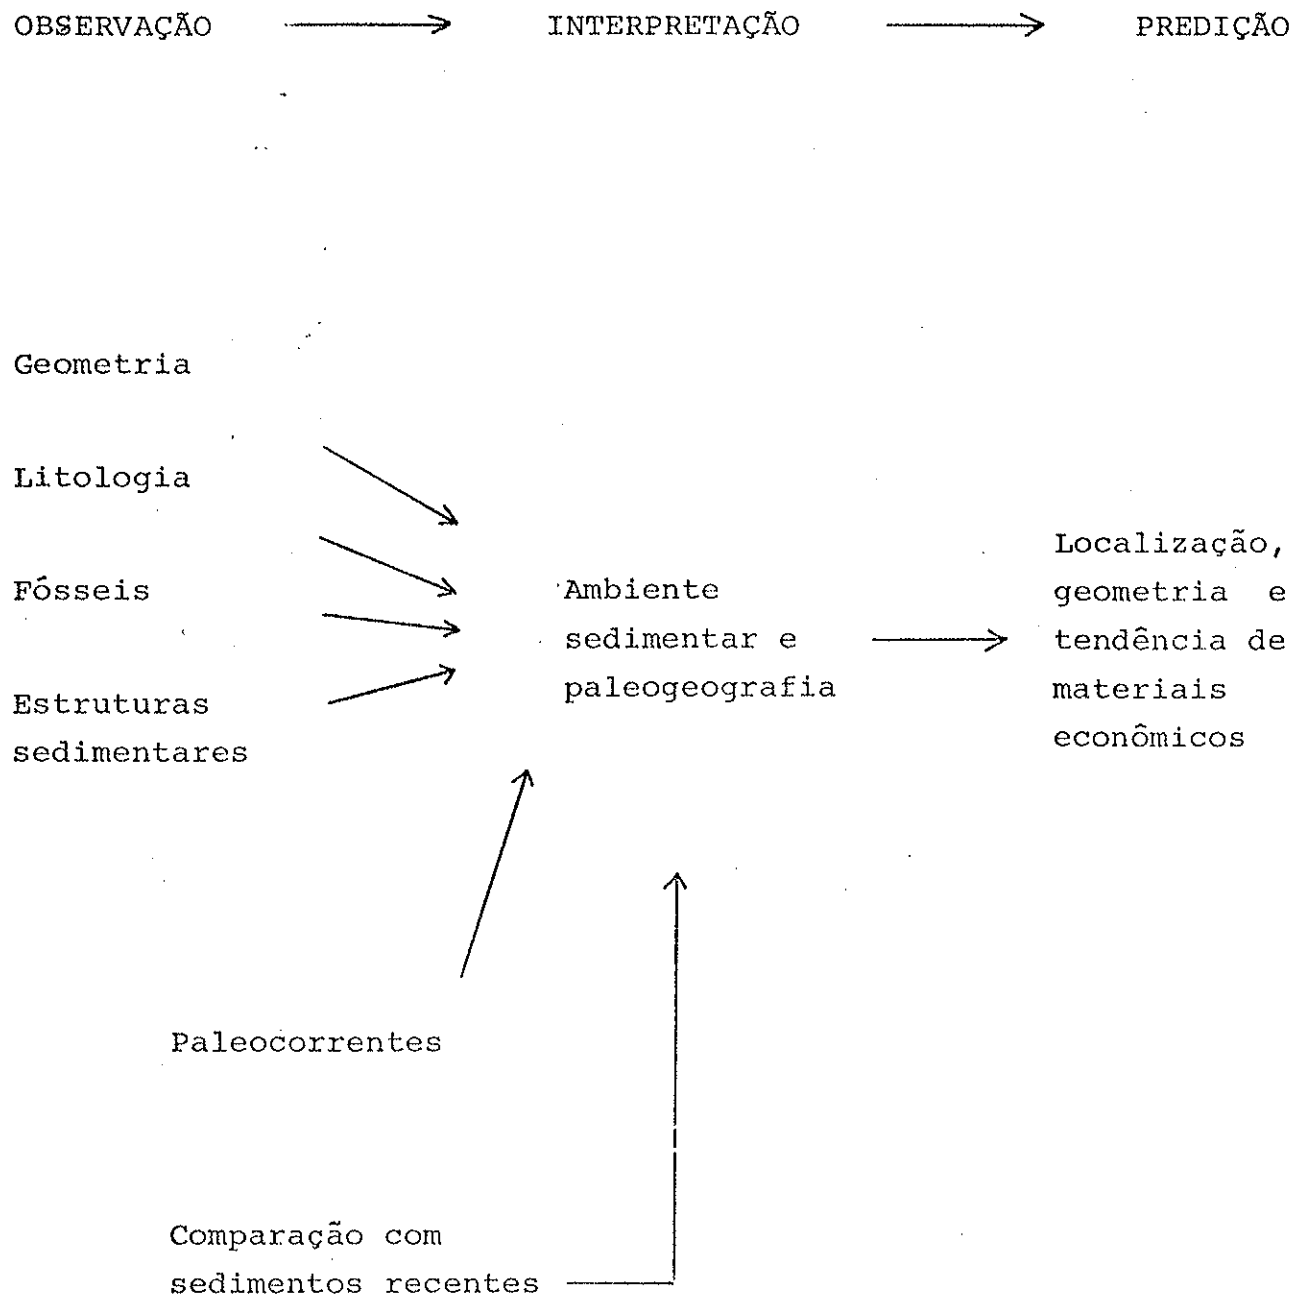 OBSERVAÇÃO INTERPRETAÇÃO PREDIÇÃO
Geometria
Litologia
Fósseis
Estruturas
sedimentares
Ambiente
sedimentar e
paleogeografia
Localização,
geometria e
tendência de
materiais
econômicos
Paleocorrentes
Comparação com
sedimentos recentes